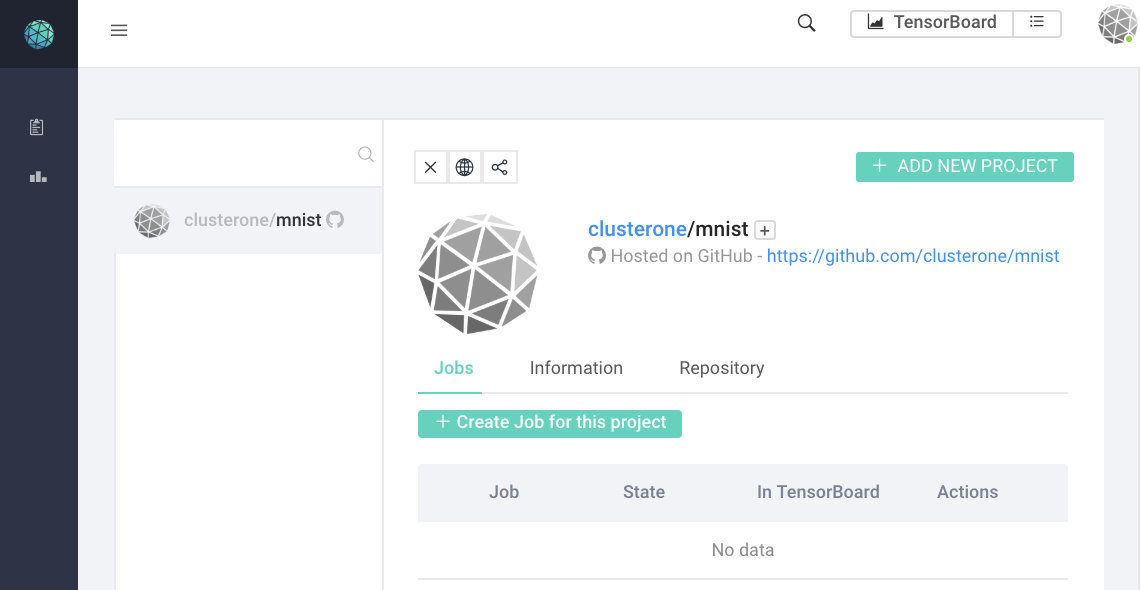 TensorBoard
+ ADD NEW PROJECT
clusterone/mnist
clusterone/mnist +
Hosted on GitHub - https://github.com/clusterone/mnist
Jobs Information Repository
+ Create Job for this project
Job State In TensorBoard Actions
No data